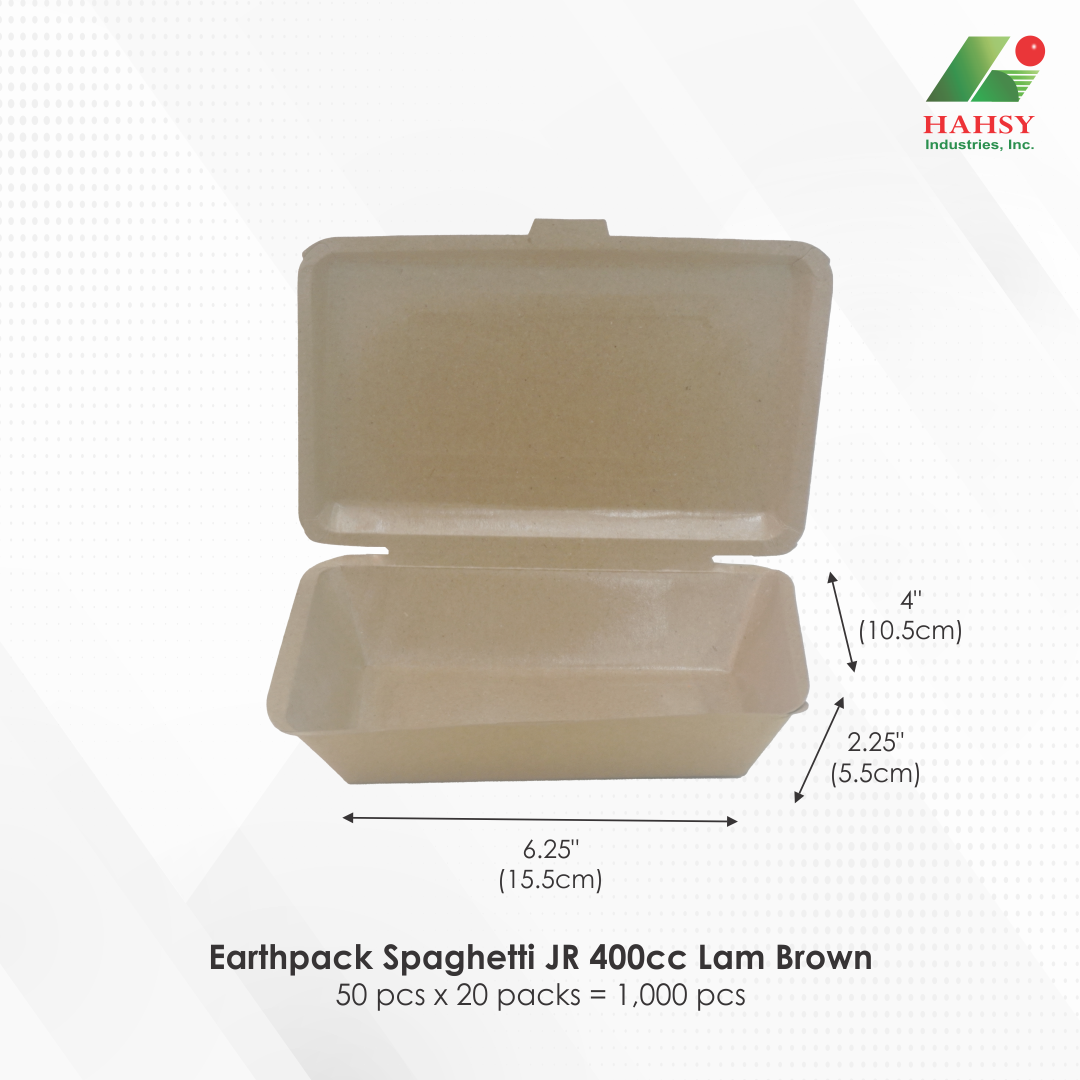 HAHSY
Industries, Inc.
4"
(10.5cm)
2.25"
(5.5cm)
6.25"
(15.5cm)
Earthpack Spaghetti JR 400cc Lam Brown
50 pcs x 20 packs = 1,000 pcs